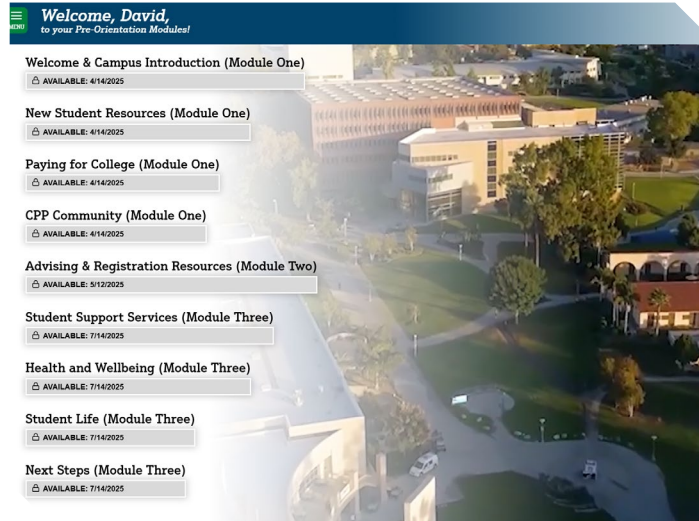 MENU
Welcome, David,
to your Pre-Orientation Modules!
Welcome & Campus Introduction (Module One)
AVAILABLE: 4/14/2025
New Student Resources (Module One)
AVAILABLE: 4/14/2025
Paying for College (Module One)
AVAILABLE: 4/14/2025
CPP Community (Module One)
AVAILABLE: 4/14/2025
Advising & Registration Resources (Module Two)
AVAILABLE: 5/12/2025
Student Support Services (Module Three)
AVAILABLE: 7/14/2025
Health and Wellbeing (Module Three)
AVAILABLE: 7/14/2025
Student Life (Module Three)
AVAILABLE: 7/14/2025
Next Steps (Module Three)
AVAILABLE: 7/14/2025